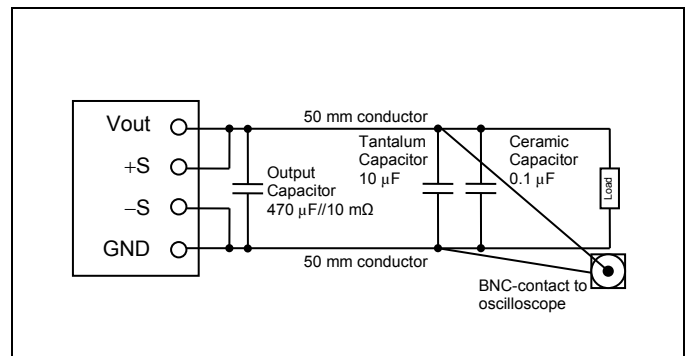 50 mm conductor
Vout
+S
−S
GND
Output
Capacitor
470 μF//10 mΩ
Tantalum
Capacitor
10 μF
Ceramic
Capacitor
0.1 μF
Load
50 mm conductor
BNC-contact to
oscilloscope